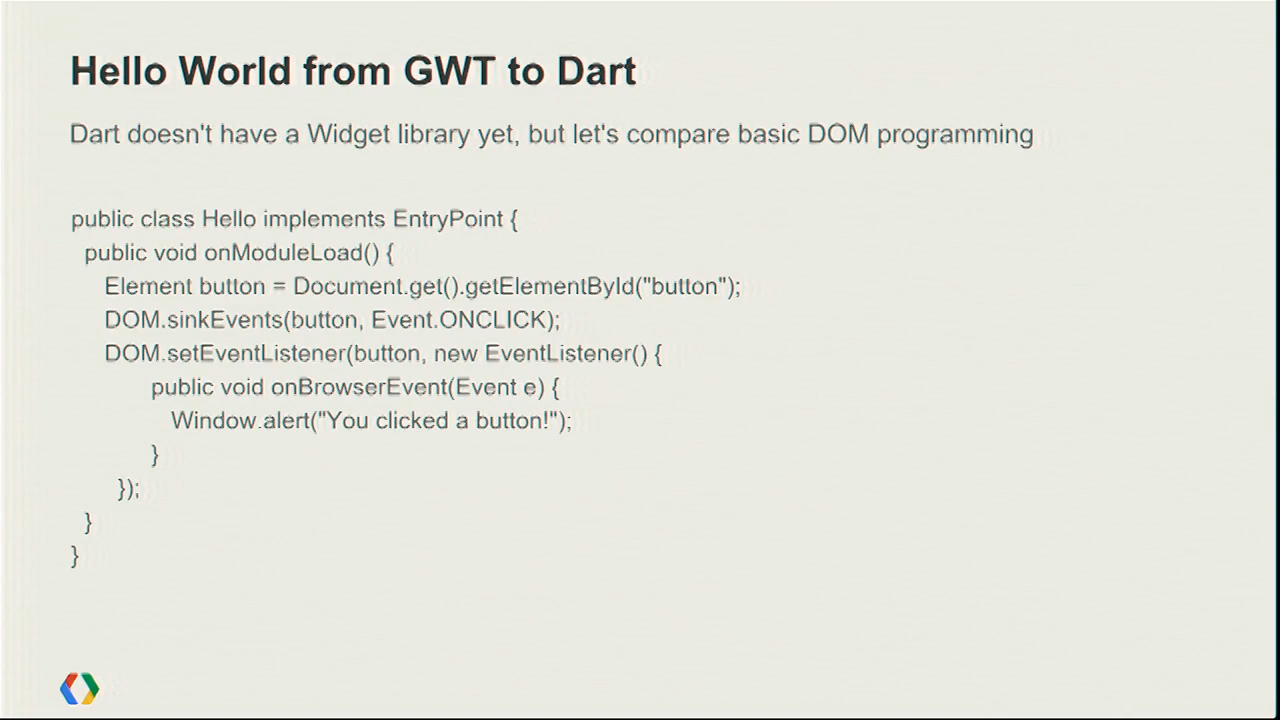 Hello World from GWT to Dart
Dart doesn't have a Widget library yet, but let's compare basic DOM programming
public class Hello implements EntryPoint {
public void onModuleLoad() {
Element button = Document.get().getElementById("button");
DOM.sinkEvents(button, Event.ONCLICK);
DOM.setEventListener(button, new EventListener() {
public void onBrowserEvent(Event e) {
Window.alert("You clicked a button!");
}
});
}
}